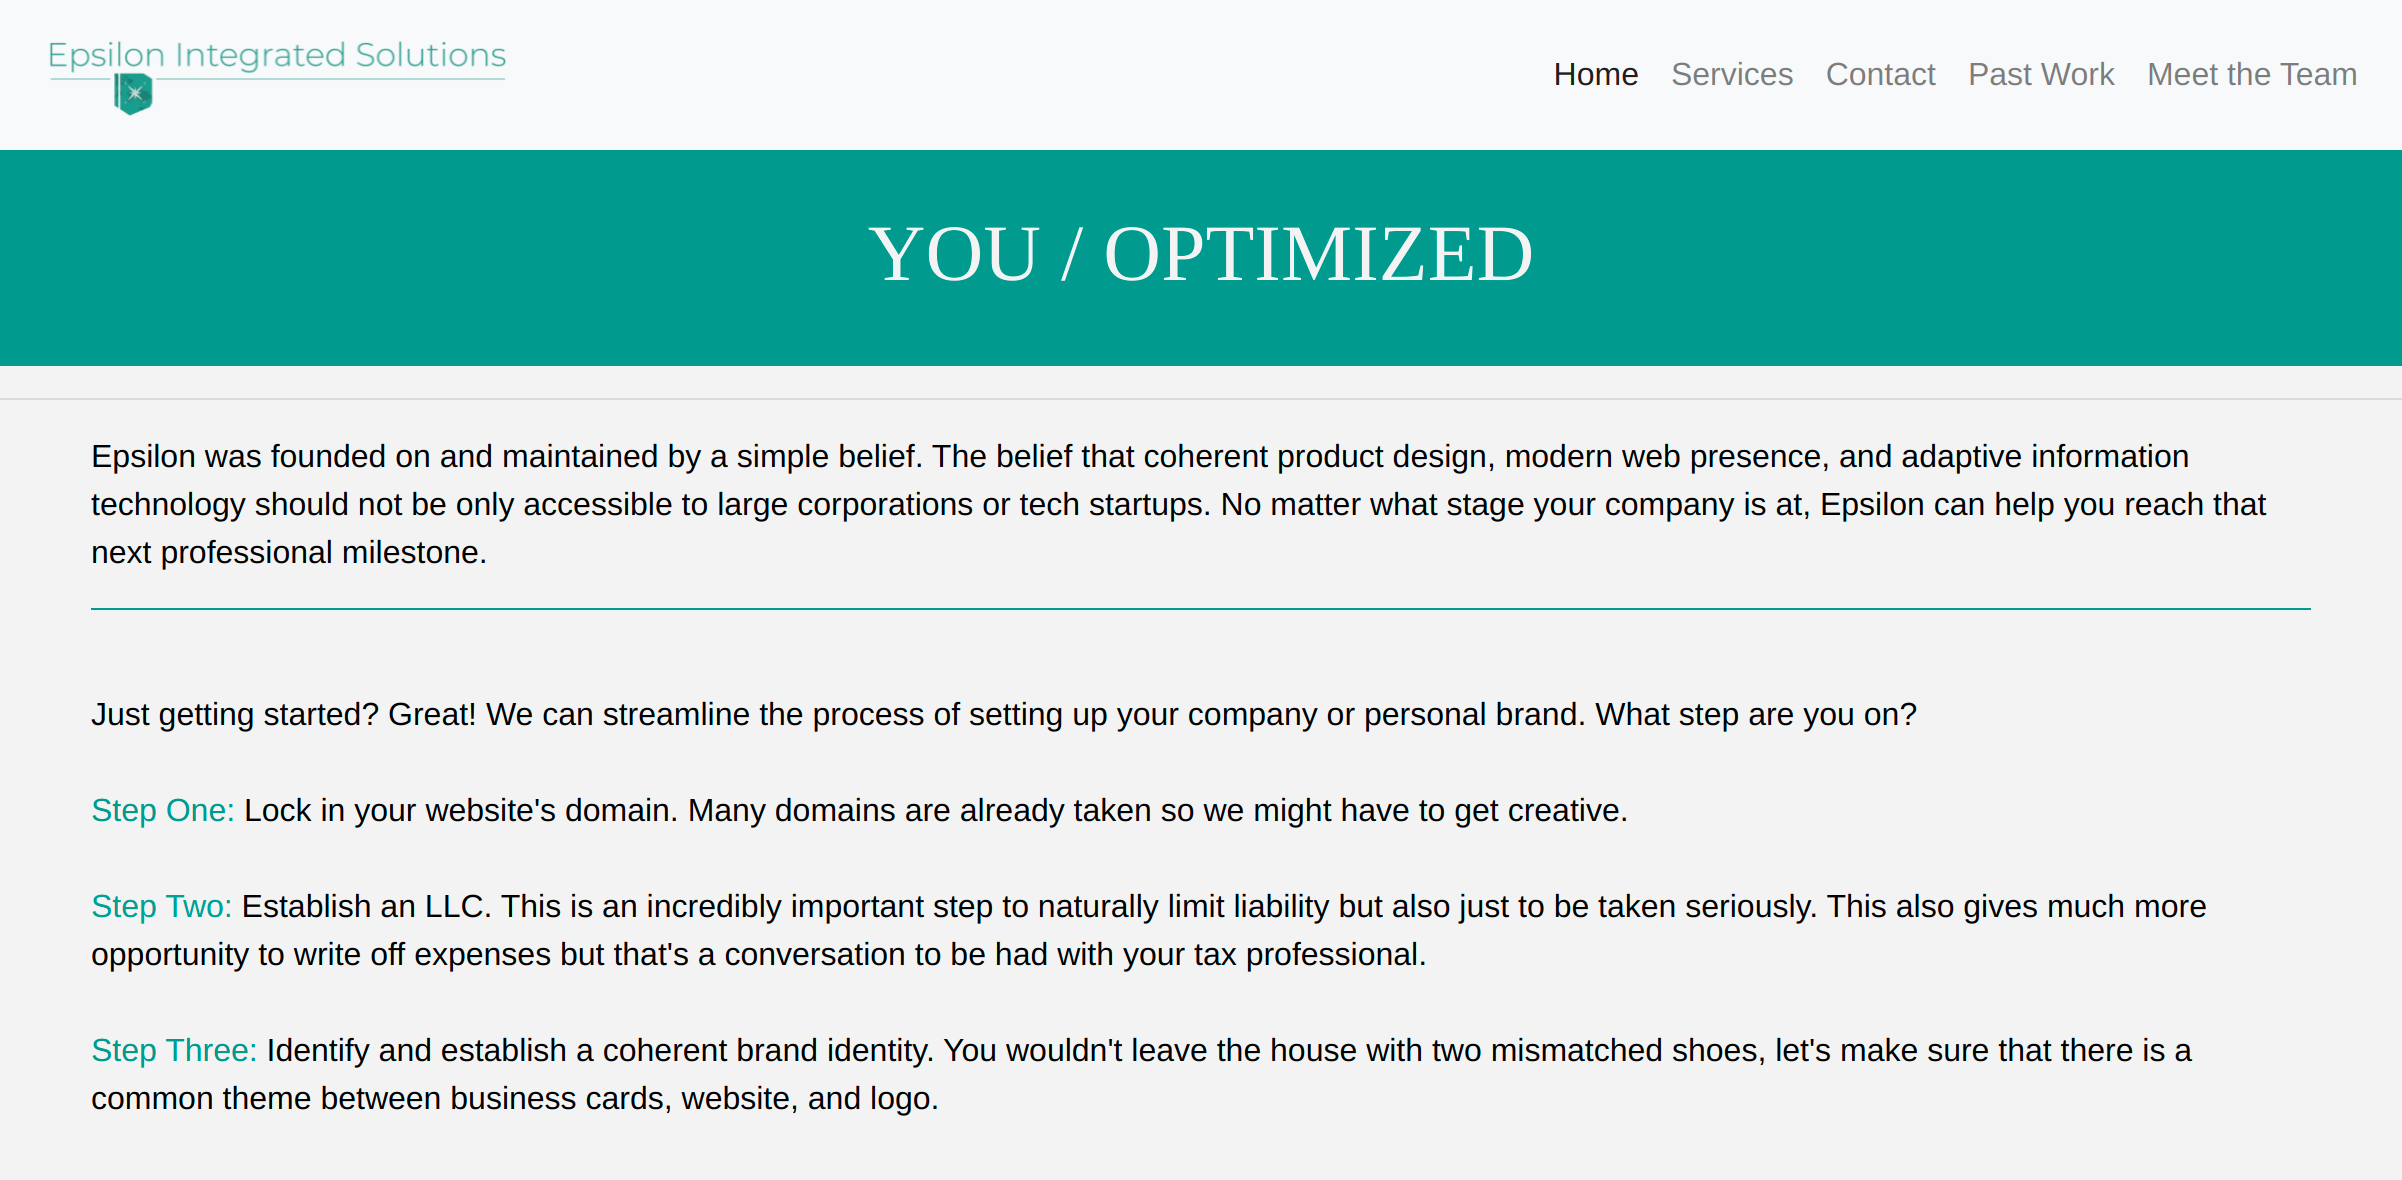 Epsilon Integrated Solutions
Home Services Contact Past Work Meet the Team
YOU / OPTIMIZED
Epsilon was founded on and maintained by a simple belief. The belief that coherent product design, modern web presence, and adaptive information
technology should not be only accessible to large corporations or tech startups. No matter what stage your company is at, Epsilon can help you reach that
next professional milestone.
Just getting started? Great! We can streamline the process of setting up your company or personal brand. What step are you on?
Step One: Lock in your website's domain. Many domains are already taken so we might have to get creative.
Step Two: Establish an LLC. This is an incredibly important step to naturally limit liability but also just to be taken seriously. This also gives much more
opportunity to write off expenses but that's a conversation to be had with your tax professional.
Step Three: Identify and establish a coherent brand identity. You wouldn't leave the house with two mismatched shoes, let's make sure that there is a
common theme between business cards, website, and logo.